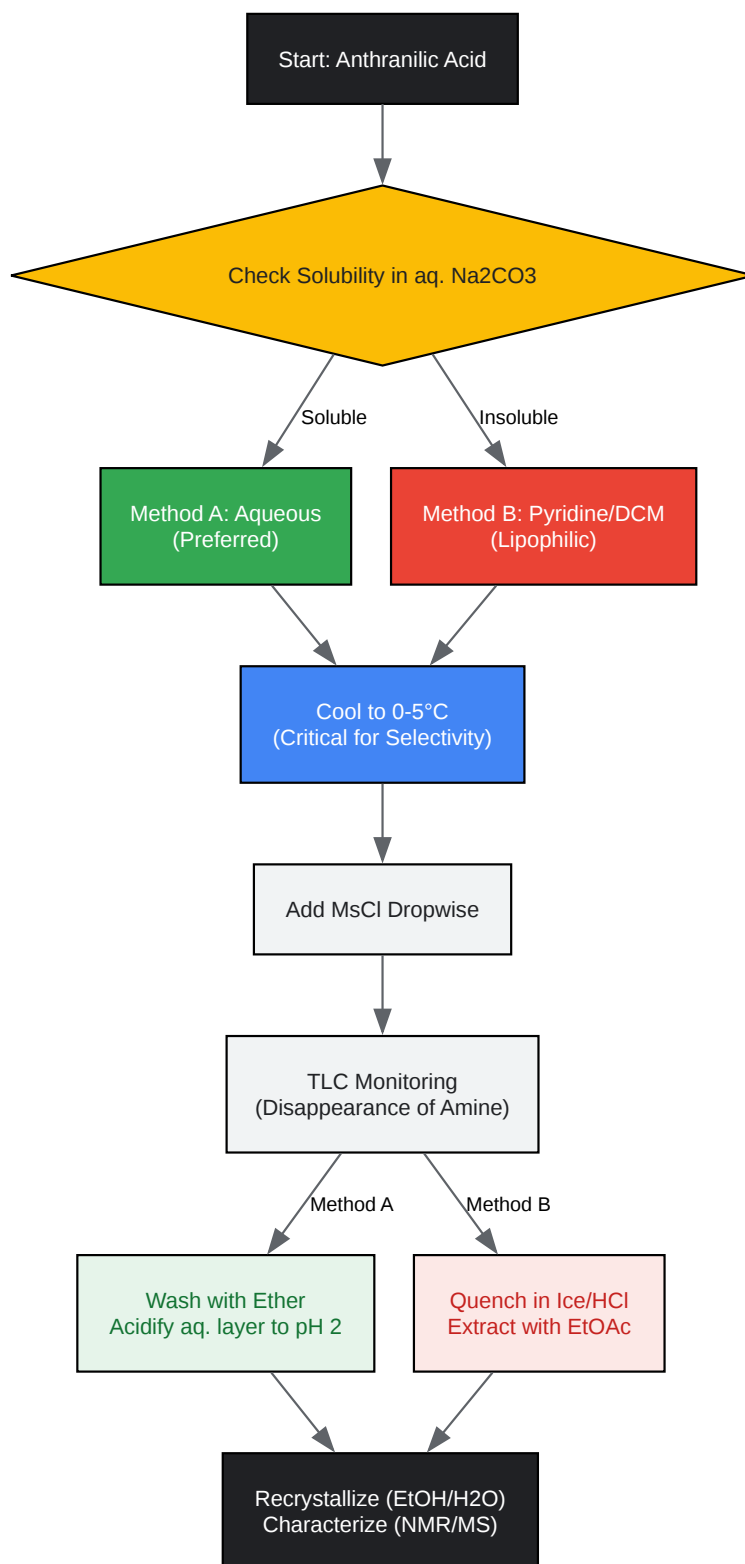 Start: Anthranilic Acid
Check Solubility in aq. Na2CO3
Soluble
Insoluble
Method A: Aqueous
(Preferred)
Method B: Pyridine/DCM
(Lipophilic)
Cool to 0-5°C
(Critical for Selectivity)
Add MsCl Dropwise
TLC Monitoring
(Disappearance of Amine)
Method A
Method B
Wash with Ether
Acidify aq. layer to pH 2
Quench in Ice/HCl
Extract with EtOAc
Recrystallize (EtOH/H2O)
Characterize (NMR/MS)